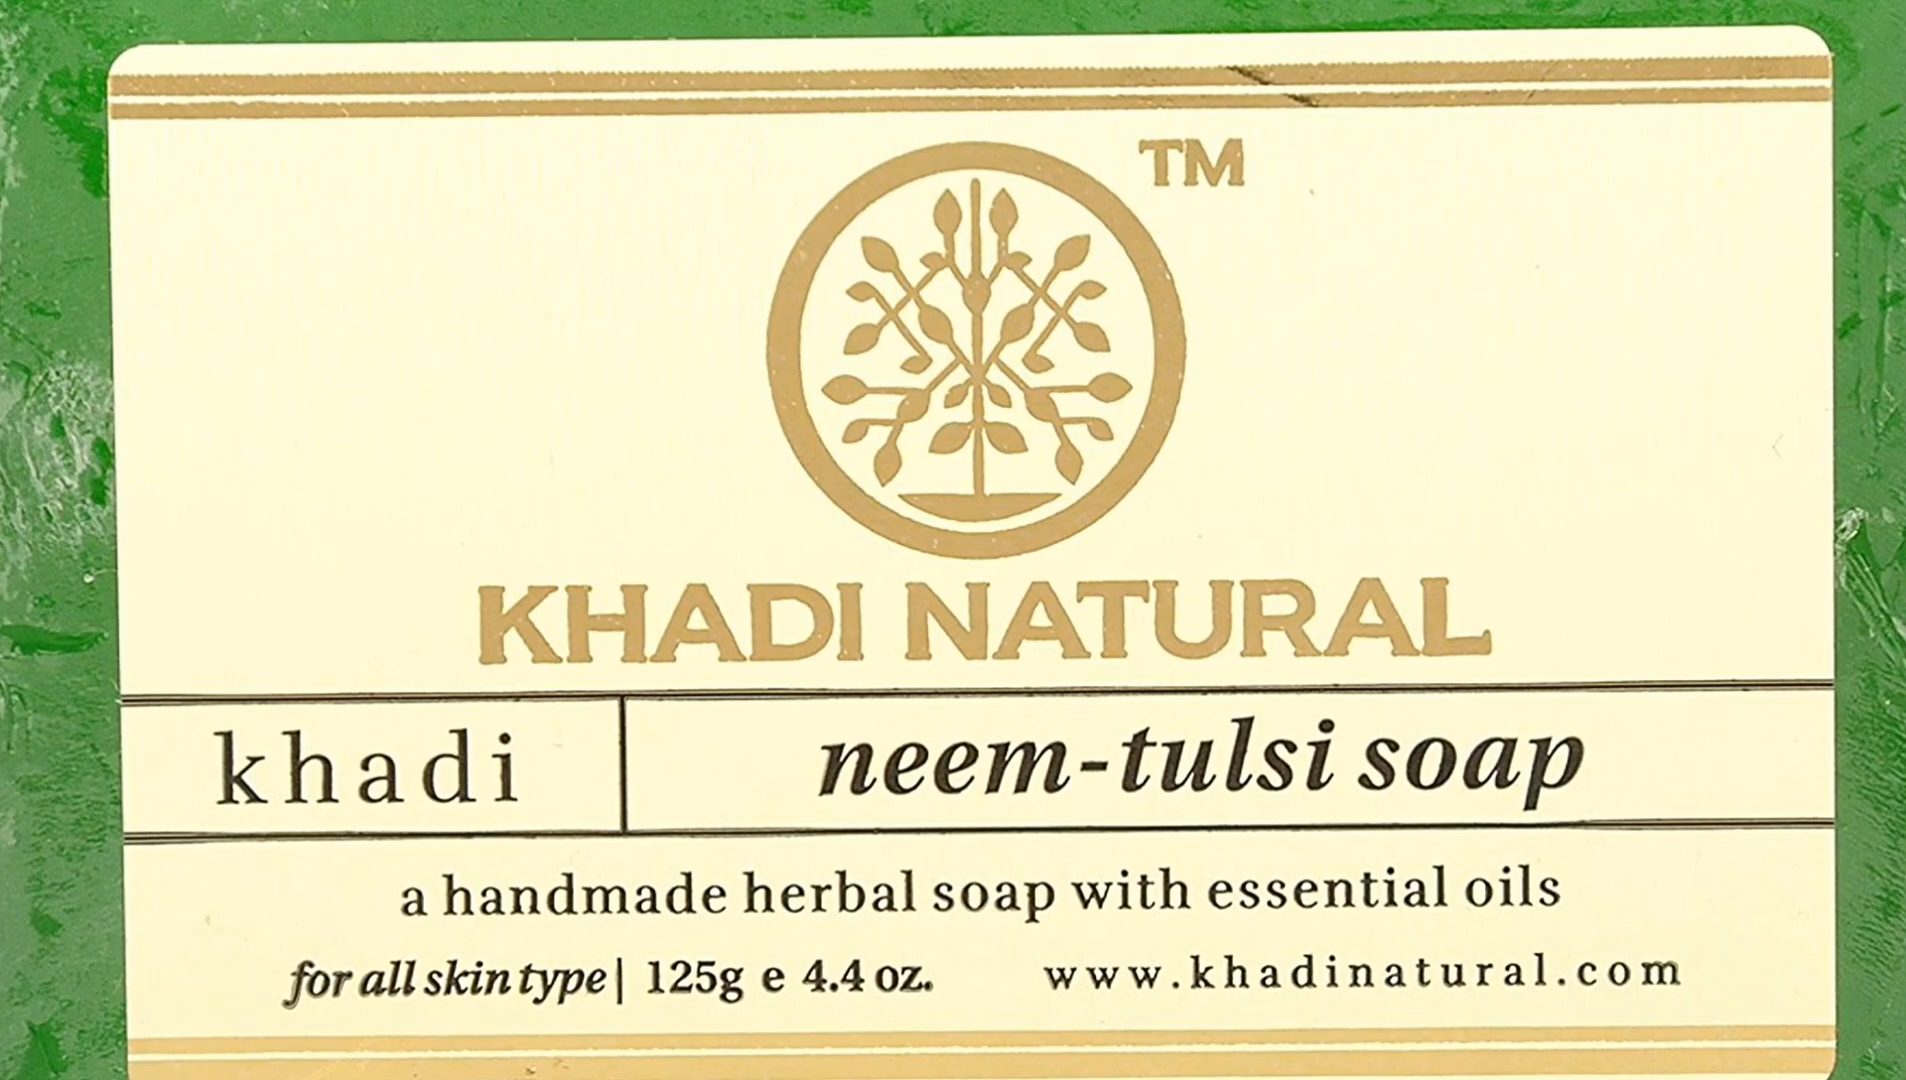 TM
KHADI NATURAL
khadi
neem-tulsi soap
a handmade herbal soap with essential oils
for all skin type| 125g e 4.4 oz. www.khadinatural.com